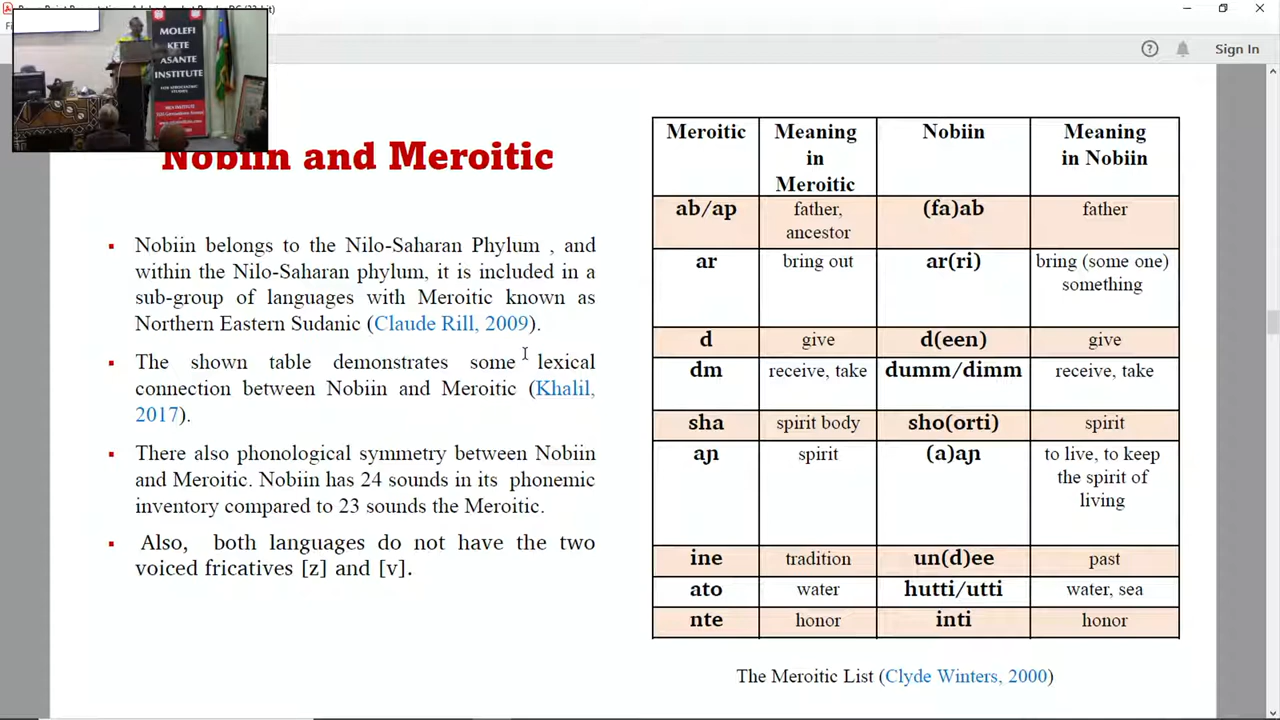 Sign In
MOLEFI
KETE
ASANTE
INSTITUTE
Nobiin and Meroitic
▪ Nobiin belongs to the Nilo-Saharan Phylum , and
within the Nilo-Saharan phylum, it is included in a
sub-group of languages with Meroitic known as
Northern Eastern Sudanic (Claude Rill, 2009).
▪ The shown table demonstrates some lexical
connection between Nobiin and Meroitic (Khalil,
2017).
▪ There also phonological symmetry between Nobiin
and Meroitic. Nobiin has 24 sounds in its phonemic
inventory compared to 23 sounds the Meroitic.
▪ Also, both languages do not have the two
voiced fricatives [z] and [v].
Meroitic Meaning in Meroitic Nobiin Meaning in Nobiin
ab/ap father, ancestor (fa)ab father
ar bring out ar(ri) bring (some one) something
d give d(een) give
dm receive, take dumm/dimm receive, take
sha spirit body sho(orti) spirit
aɲ spirit (a)aɲ to live, to keep the spirit of living
ine tradition un(d)ee past
ato water hutti/utti water, sea
nte honor inti honor
The Meroitic List (Clyde Winters, 2000)